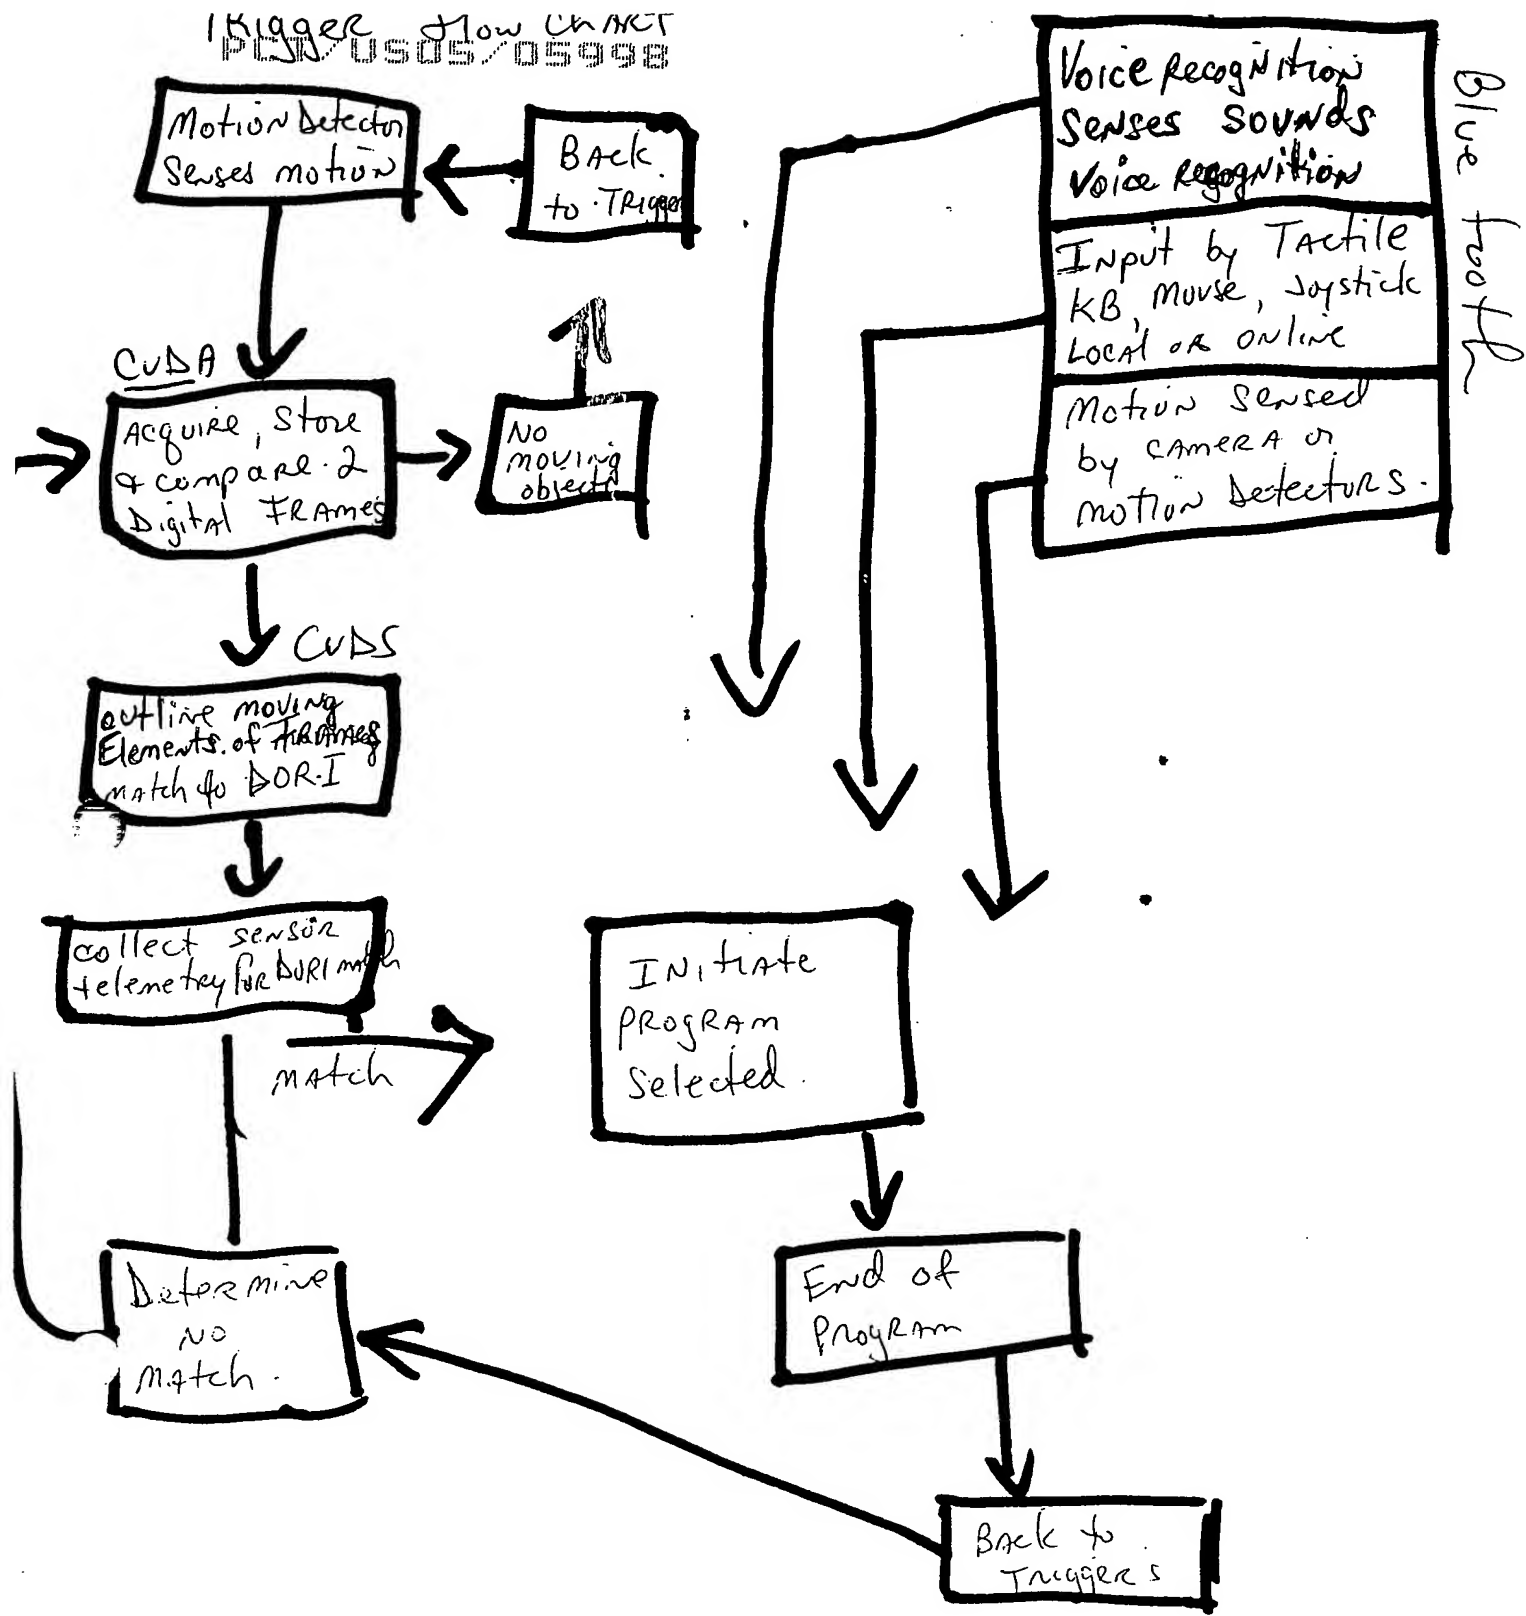 TRIGGER flow CHART
PCT/US05/05998
Motion Detector
Senses motion
BACK
to TRigger
CVDA
Acquire, Store
& compare 2
Digital FRAMES
NO
moving
objects
CVDS
outline moving
Elements of FRAMES
match to DOR-I
collect sensor
telemetry for DORI match
match
Determine
NO
match.
Voice Recognition
Senses sounds
Voice Recognition
Input by TActile
KB, mouse, Joystick
Local or online
Motion Sensed
by CAMERA or
motion Detectors.
Blue tooth
INitiate
PROGRAM
Selected.
End of
PROGRAM
BACK to
TRIGGERS